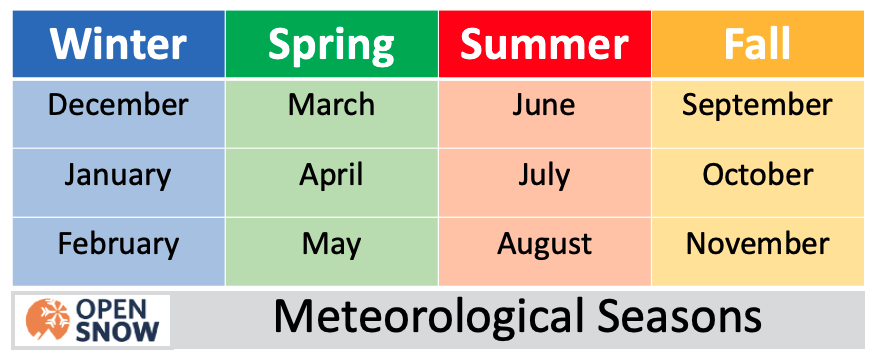 Winter Spring Summer Fall
December March June September
January April July October
February May August November
OPEN
SNOW
Meteorological Seasons